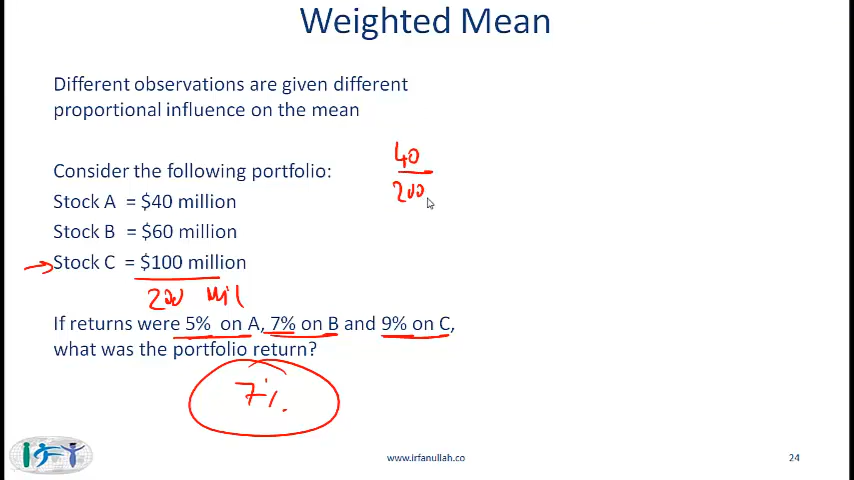 Weighted Mean
Different observations are given different
proportional influence on the mean
Consider the following portfolio:
Stock A = $40 million
Stock B = $60 million
Stock C = $100 million
200 mil
40
200
If returns were 5% on A, 7% on B and 9% on C,
what was the portfolio return?
7%
www.irfanullah.co
24